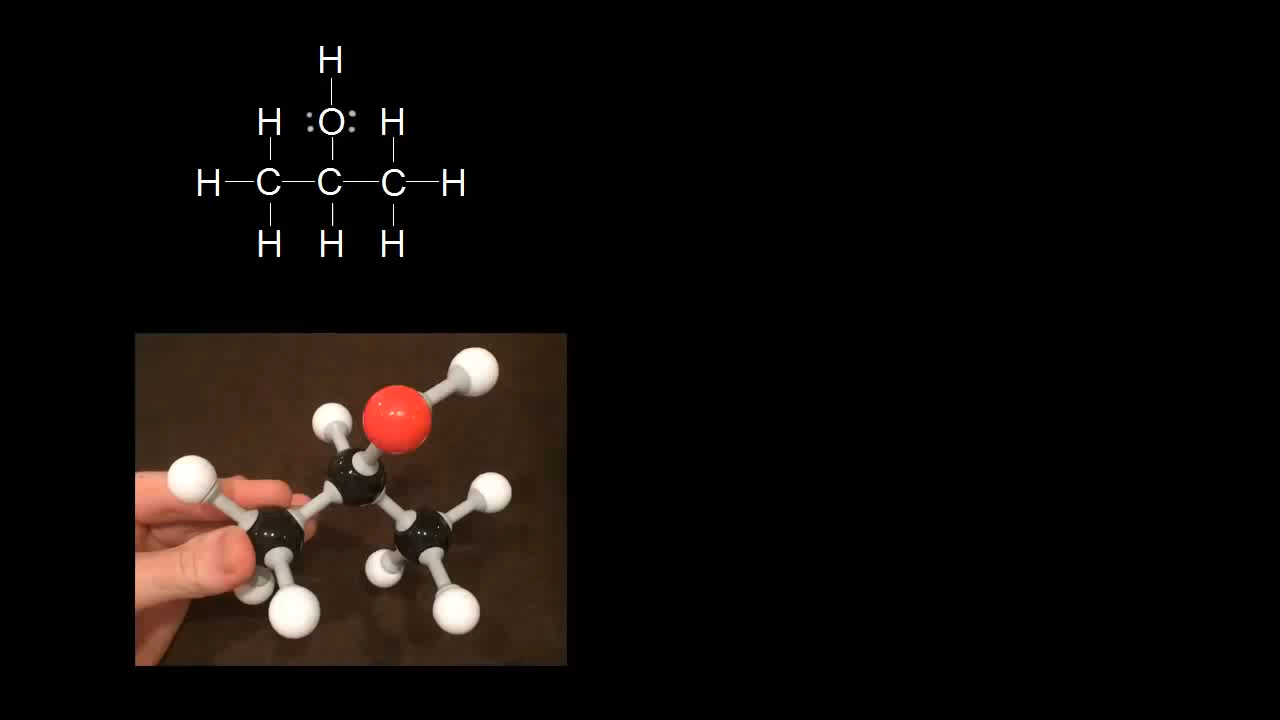 H
H :O: H
H—C—C—C—H
H H H